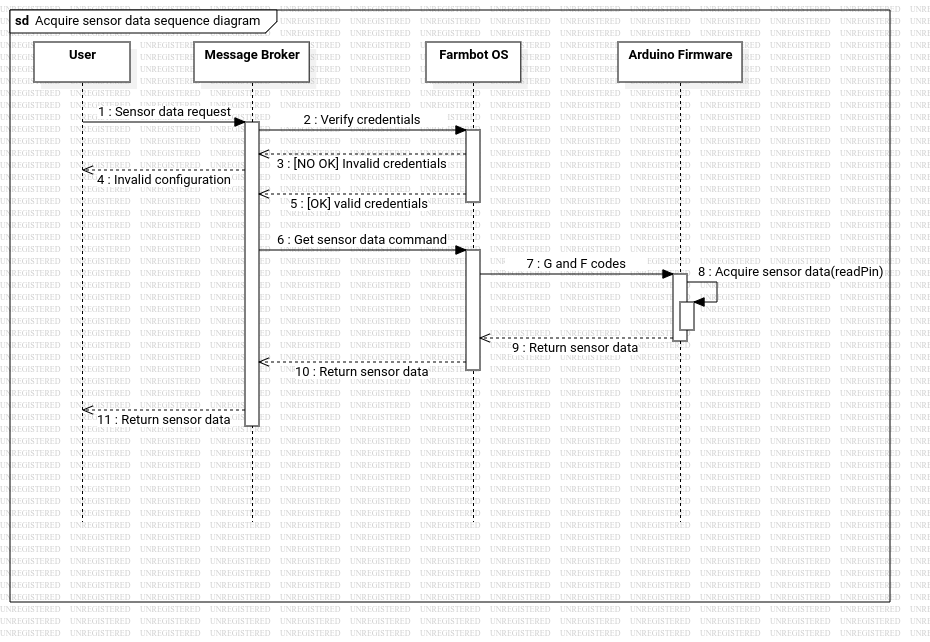 sd Acquire sensor data sequence diagram
User
Message Broker
Farmbot OS
Arduino Firmware
1 : Sensor data request
2 : Verify credentials
3 : [NO OK] Invalid credentials
4 : Invalid configuration
5 : [OK] valid credentials
6 : Get sensor data command
7 : G and F codes
8 : Acquire sensor data(readPin)
9 : Return sensor data
10 : Return sensor data
11 : Return sensor data
UNREGISTERED